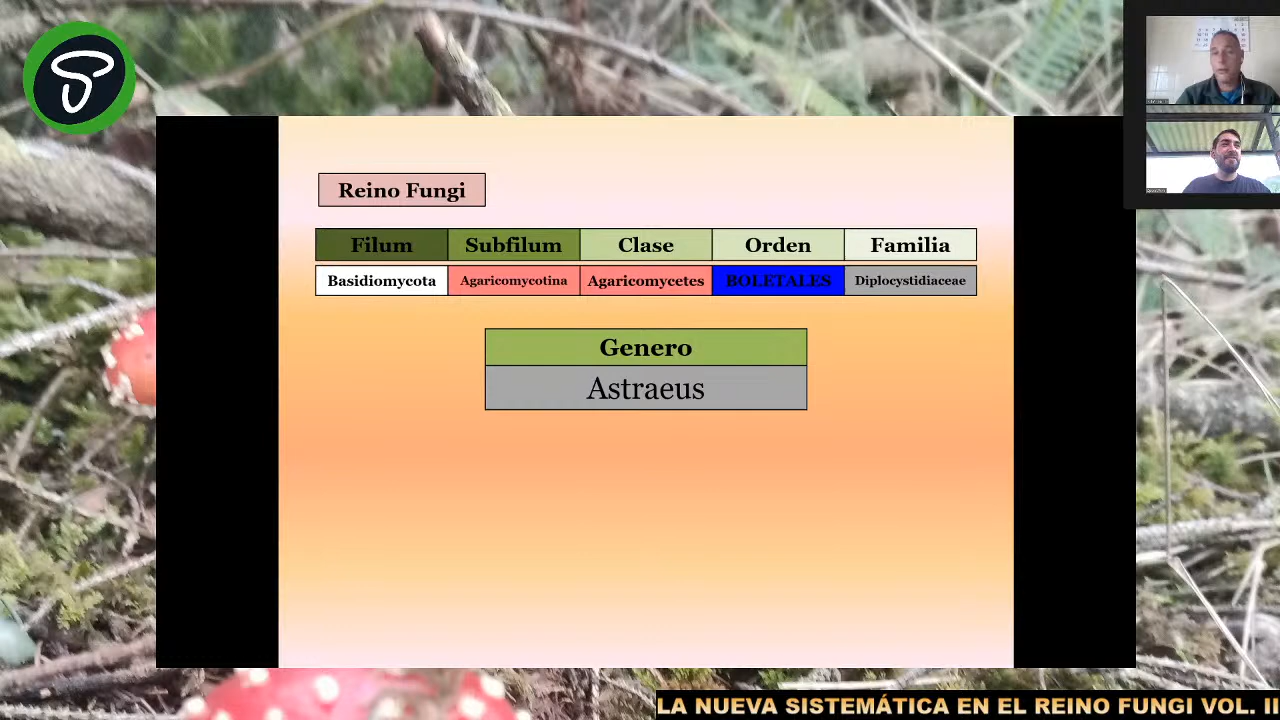 Reino Fungi
Filum Subfilum Clase Orden Familia
Basidiomycota Agaricomycotina Agaricomycetes BOLETALES Diplocystidiaceae
Genero
Astraeus
LA NUEVA SISTEMÁTICA EN EL REINO FUNGI VOL. II